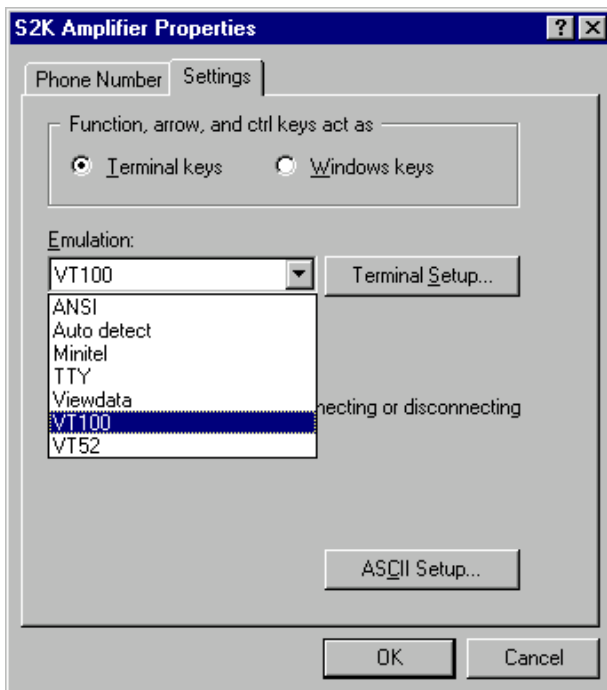 S2K Amplifier Properties
Phone Number Settings
Function, arrow, and ctrl keys act as
Terminal keys Windows keys
Emulation:
VT100 Terminal Setup...
ANSI
Auto detect
Minitel
TTY
Viewdata
necting or disconnecting
VT100
VT52
ASCII Setup...
OK Cancel